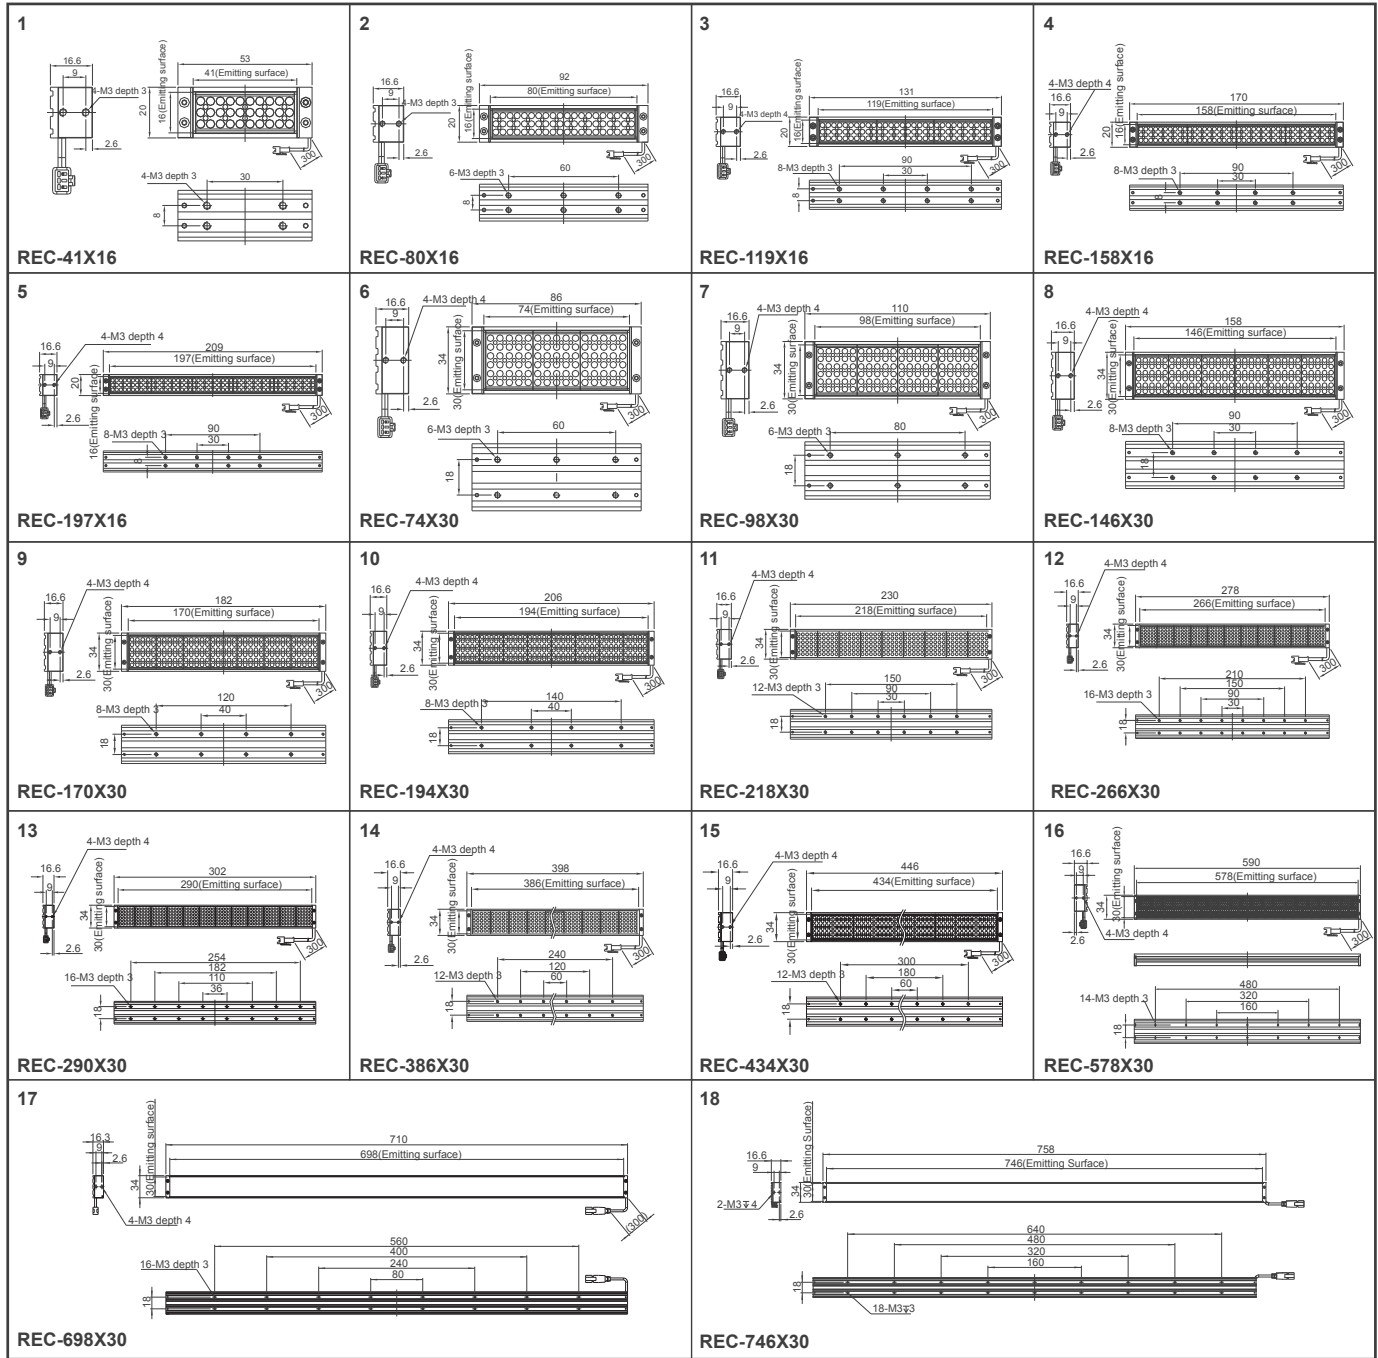 1
16.6
9
4-M3 depth 3
2.6
53
41(Emitting surface)
20
16(Emitting surface)
300
4-M3 depth 3
30
8
REC-41X16
2
16.6
9
4-M3 depth 3
2.6
92
80(Emitting surface)
20
16(Emitting surface)
300
6-M3 depth 3
60
8
REC-80X16
3
16.6
9
4-M3 depth 4
2.6
131
119(Emitting surface)
20
16(Emitting surface)
300
8-M3 depth 3
90
30
8
REC-119X16
4
16.6
9
4-M3 depth 4
2.6
170
158(Emitting surface)
20
16(Emitting surface)
300
8-M3 depth 3
90
30
8
REC-158X16
5
16.6
9
4-M3 depth 4
2.6
209
197(Emitting surface)
20
16(Emitting surface)
300
8-M3 depth 3
90
30
8
REC-197X16
6
16.6
9
4-M3 depth 4
2.6
86
74(Emitting surface)
34
30(Emitting surface)
300
6-M3 depth 3
60
18
REC-74X30
7
16.6
9
4-M3 depth 4
2.6
110
98(Emitting surface)
34
30(Emitting surface)
300
6-M3 depth 3
80
18
REC-98X30
8
16.6
9
4-M3 depth 4
2.6
158
146(Emitting surface)
34
30(Emitting surface)
300
8-M3 depth 3
90
30
18
REC-146X30
9
16.6
9
4-M3 depth 4
2.6
182
170(Emitting surface)
34
30(Emitting surface)
300
8-M3 depth 3
120
40
18
REC-170X30
10
16.6
9
4-M3 depth 4
2.6
206
194(Emitting surface)
34
30(Emitting surface)
300
8-M3 depth 3
140
40
18
REC-194X30
11
16.6
9
4-M3 depth 4
2.6
230
218(Emitting surface)
34
30(Emitting surface)
300
12-M3 depth 3
150
90
30
18
REC-218X30
12
16.6
9
4-M3 depth 4
2.6
278
266(Emitting surface)
34
30(Emitting surface)
300
16-M3 depth 3
210
150
90
30
18
REC-266X30
13
16.6
9
4-M3 depth 4
2.6
302
290(Emitting surface)
34
30(Emitting surface)
300
16-M3 depth 3
254
182
110
36
18
REC-290X30
14
16.6
9
4-M3 depth 4
2.6
398
386(Emitting surface)
34
30(Emitting surface)
300
12-M3 depth 3
240
120
60
18
REC-386X30
15
16.6
9
4-M3 depth 4
2.6
446
434(Emitting surface)
34
30(Emitting surface)
300
12-M3 depth 3
300
180
60
18
REC-434X30
16
16.6
9
4-M3 depth 4
2.6
590
578(Emitting surface)
34
30(Emitting surface)
300
14-M3 depth 3
480
320
160
18
REC-578X30
17
16.3
9
2.6
4-M3 depth 4
710
698(Emitting surface)
34
30(Emitting surface)
(300)
16-M3 depth 3
560
400
240
80
18
REC-698X30
18
16.6
9
2-M3↧4
2.6
758
746(Emitting Surface)
34
30(Emitting Surface)
640
480
320
160
18
18-M3↧3
REC-746X30